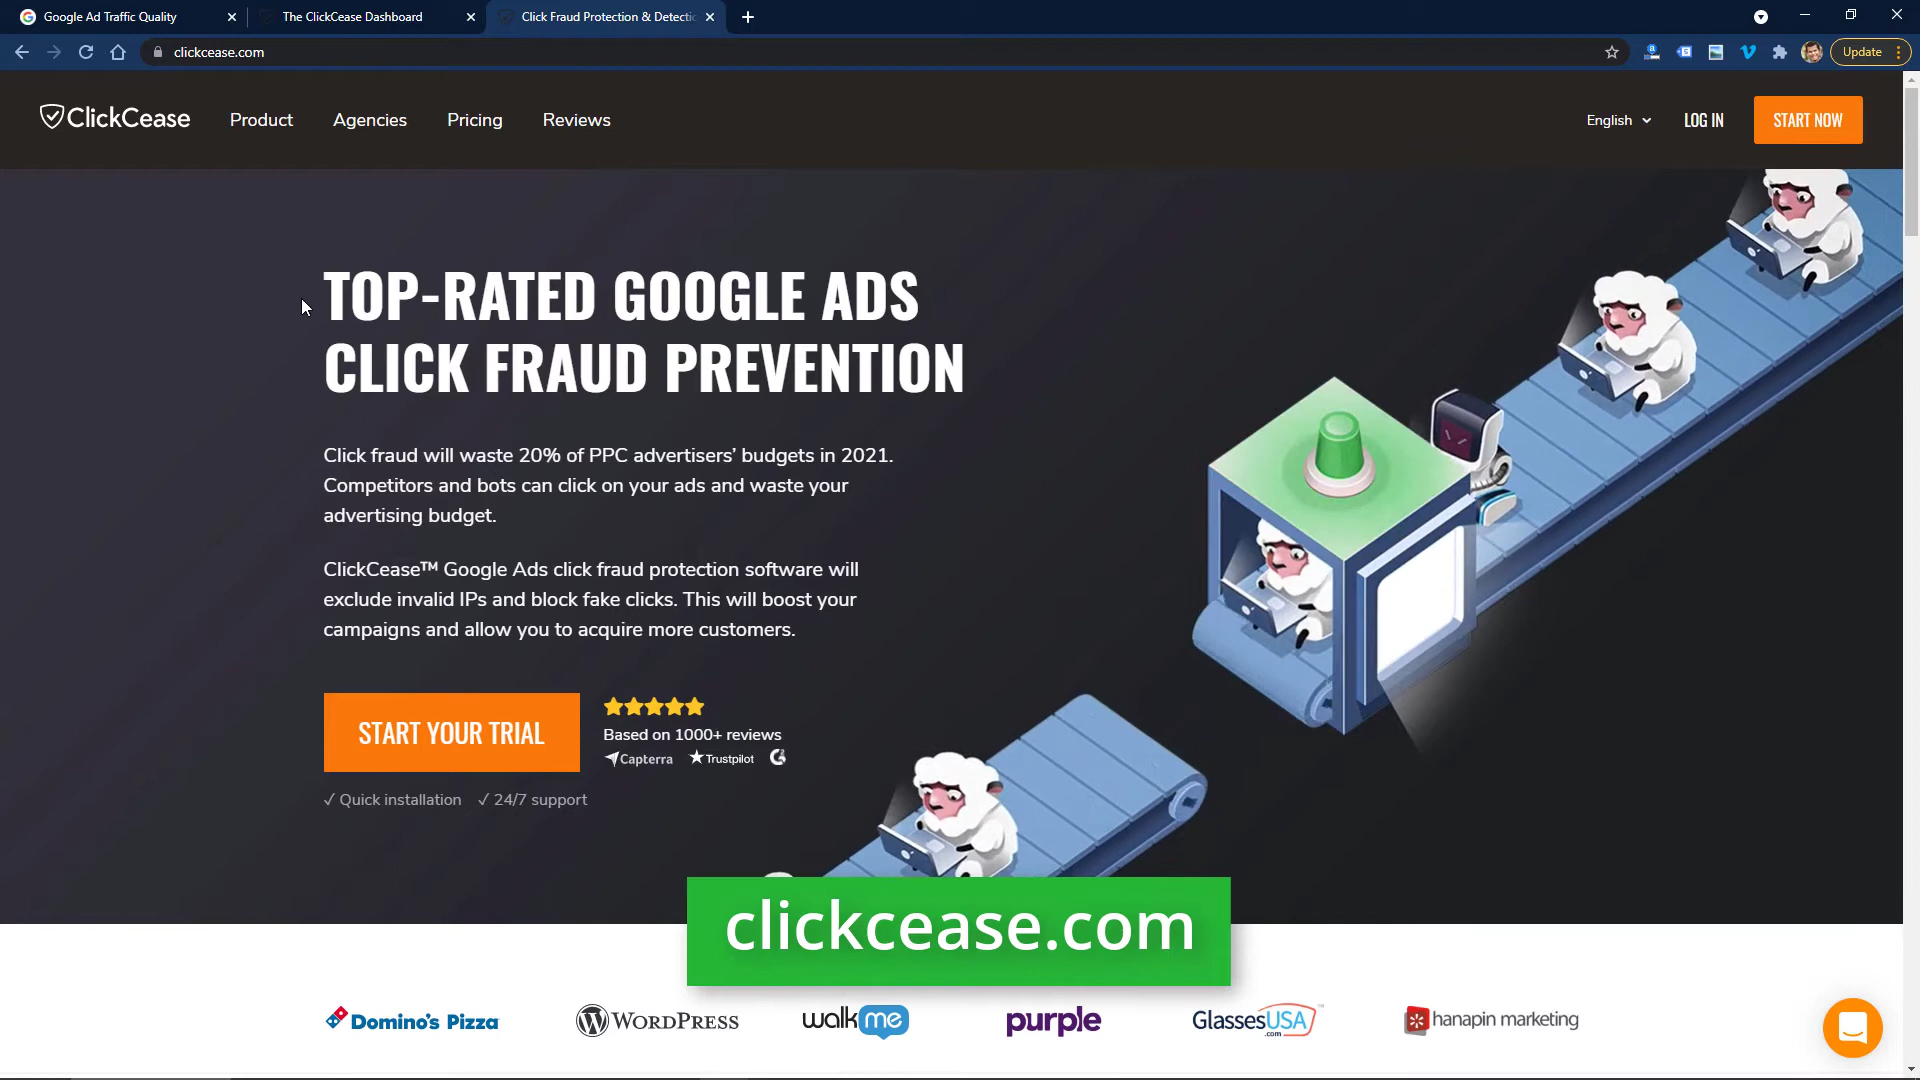 Google Ad Traffic Quality
The ClickCease Dashboard
Click Fraud Protection & Detectic
clickcease.com
Update
ClickCease
Product
Agencies
Pricing
Reviews
English
LOG IN
START NOW
TOP-RATED GOOGLE ADS
CLICK FRAUD PREVENTION
Click fraud will waste 20% of PPC advertisers’ budgets in 2021.
Competitors and bots can click on your ads and waste your
advertising budget.
ClickCease™ Google Ads click fraud protection software will
exclude invalid IPs and block fake clicks. This will boost your
campaigns and allow you to acquire more customers.
START YOUR TRIAL
Based on 1000+ reviews
Capterra
Trustpilot
✓ Quick installation
✓ 24/7 support
clickcease.com
Domino's Pizza
WORDPRESS
walkme
purple
GlassesUSA™
.com
hanapin marketing